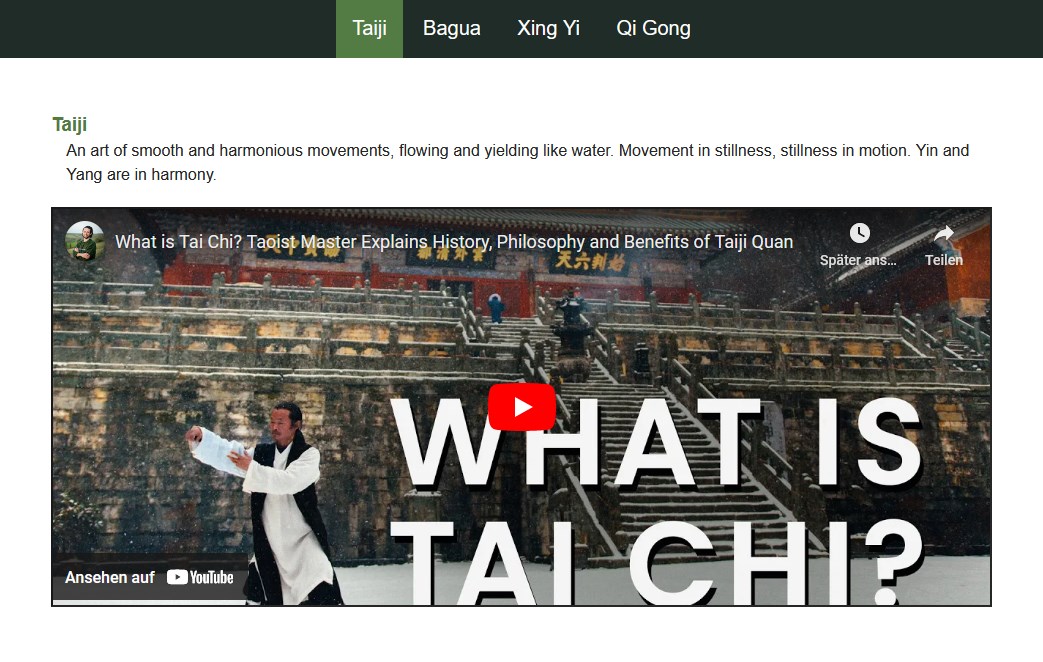 Taiji Bagua Xing Yi Qi Gong
Taiji
An art of smooth and harmonious movements, flowing and yielding like water. Movement in stillness, stillness in motion. Yin and
Yang are in harmony.
What is Tai Chi? Taoist Master Explains History, Philosophy and Benefits of Taiji Quan
Später ans...
Teilen
WHAT IS
TAI CHI?
Ansehen auf YouTube